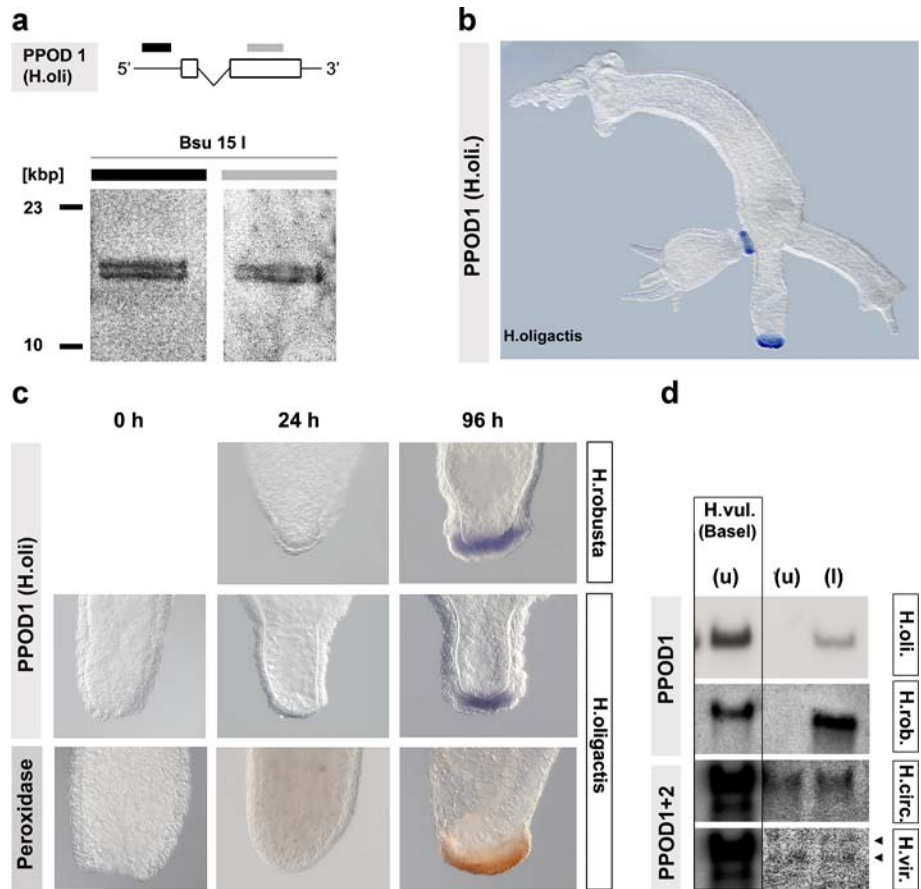 a
PPOD 1
(H.oli)
5'
3'
Bsu 15 I
[kbp]
23
10
b
PPOD1 (H.oli.)
H.oligactis
c
0 h
24 h
96 h
PPOD1 (H.oli)
Peroxidase
H.robusta
H.oligactis
d
H.vul.
(Basel)
(u)
(u)
(l)
PPOD1
PPOD1+2
H.oli.
H.rob.
H.circ.
H.vir.